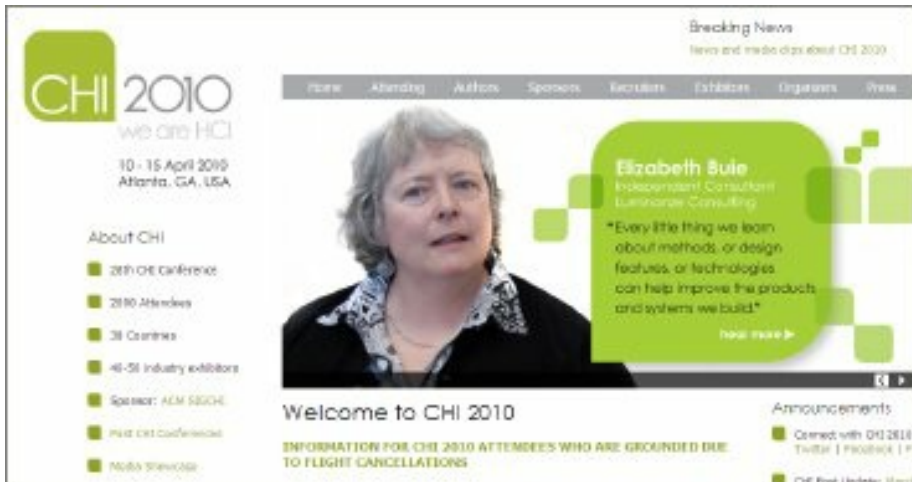 Breaking News
News and media clips about CHI 2010
CHI 2010
we are HCI
10 - 15 April 2010
Atlanta, GA, USA
Home Attending Authors Sponsors Recruiters Exhibitors Organizers Press
Elizabeth Buie
Independent Consultant
Luminanze Consulting
"Every little thing we learn
about methods, or design
features, or technologies
can help improve the products
and systems we build."
hear more
About CHI
28th CHI Conference
2000 Attendees
38 Countries
40-50 industry exhibitors
Sponsor: ACM SIGCHI
Past CHI Conferences
Media Showcase
Welcome to CHI 2010
INFORMATION FOR CHI 2010 ATTENDEES WHO ARE GROUNDED DUE
TO FLIGHT CANCELLATIONS
Announcements
Connect with CHI 2010
Twitter | Facebook | F